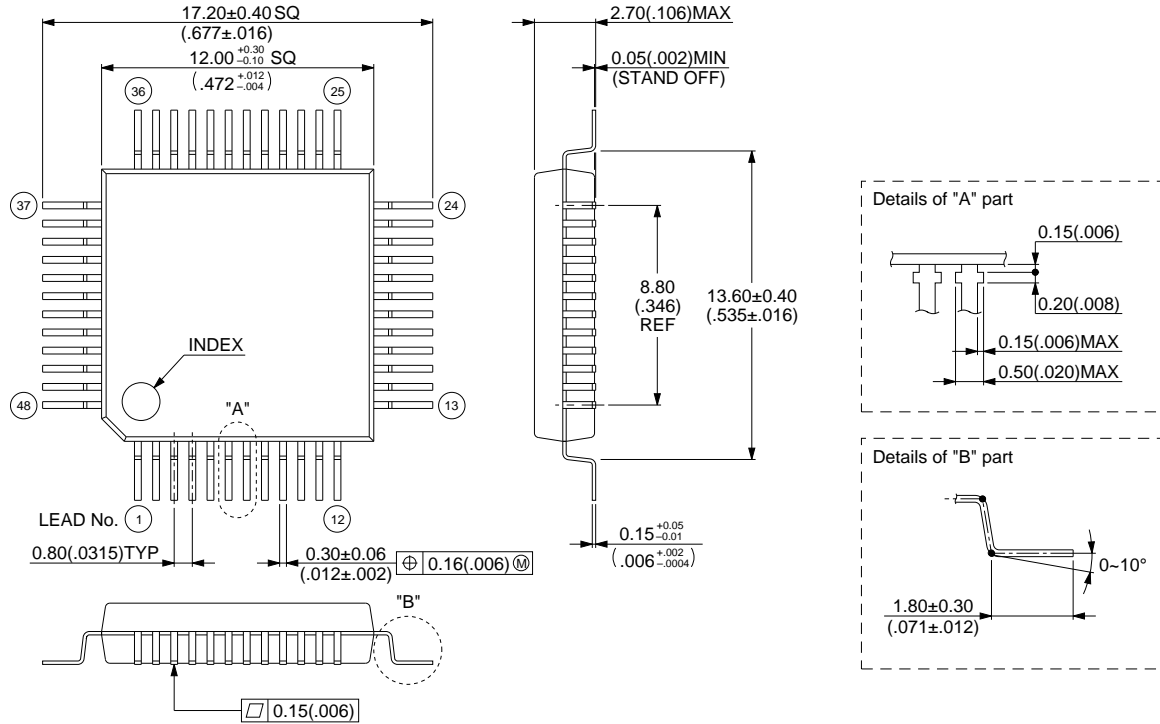 17.20±0.40 SQ
(.677±.016)
12.00 +0.30 -0.10 SQ
(.472 +.012 -.004)
36
25
37
24
INDEX
48
13
"A"
LEAD No. 1
12
0.80(.0315)TYP
0.30±0.06
(.012±.002)
⌖ 0.16(.006) Ⓜ
"B"
▱ 0.15(.006)
2.70(.106)MAX
0.05(.002)MIN
(STAND OFF)
8.80
(.346)
REF
13.60±0.40
(.535±.016)
0.15 +0.05 -0.01
(.006 +.002 -.0004)
Details of "A" part
0.15(.006)
0.20(.008)
0.15(.006)MAX
0.50(.020)MAX
Details of "B" part
0~10°
1.80±0.30
(.071±.012)